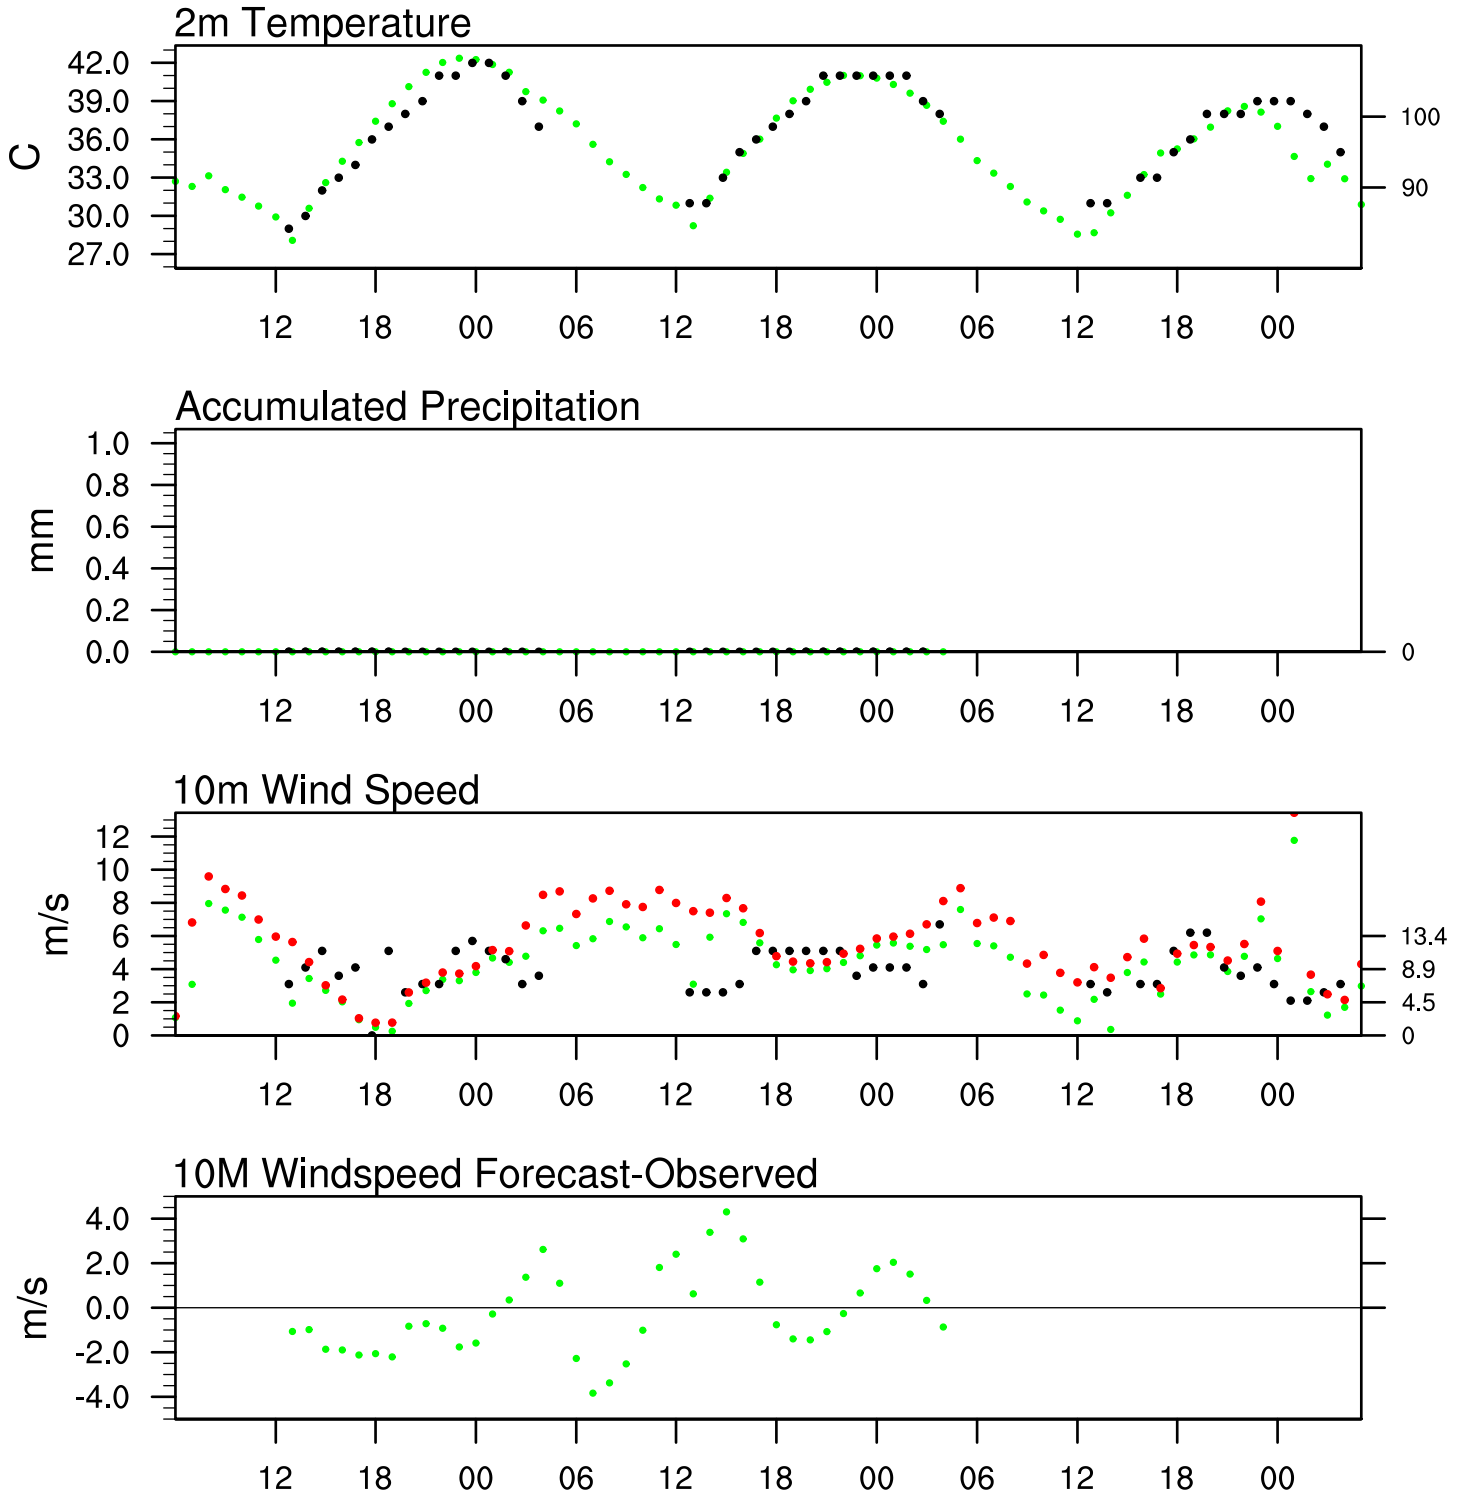 2m Temperature
42.0
39.0
36.0
33.0
30.0
27.0
C
100
90
12 18 00 06 12 18 00 06 12 18 00
Accumulated Precipitation
1.0
0.8
0.6
0.4
0.2
0.0
mm
0
12 18 00 06 12 18 00 06 12 18 00
10m Wind Speed
12
10
8
6
4
2
0
m/s
13.4
8.9
4.5
0
12 18 00 06 12 18 00 06 12 18 00
10M Windspeed Forecast-Observed
4.0
2.0
0.0
-2.0
-4.0
m/s
12 18 00 06 12 18 00 06 12 18 00